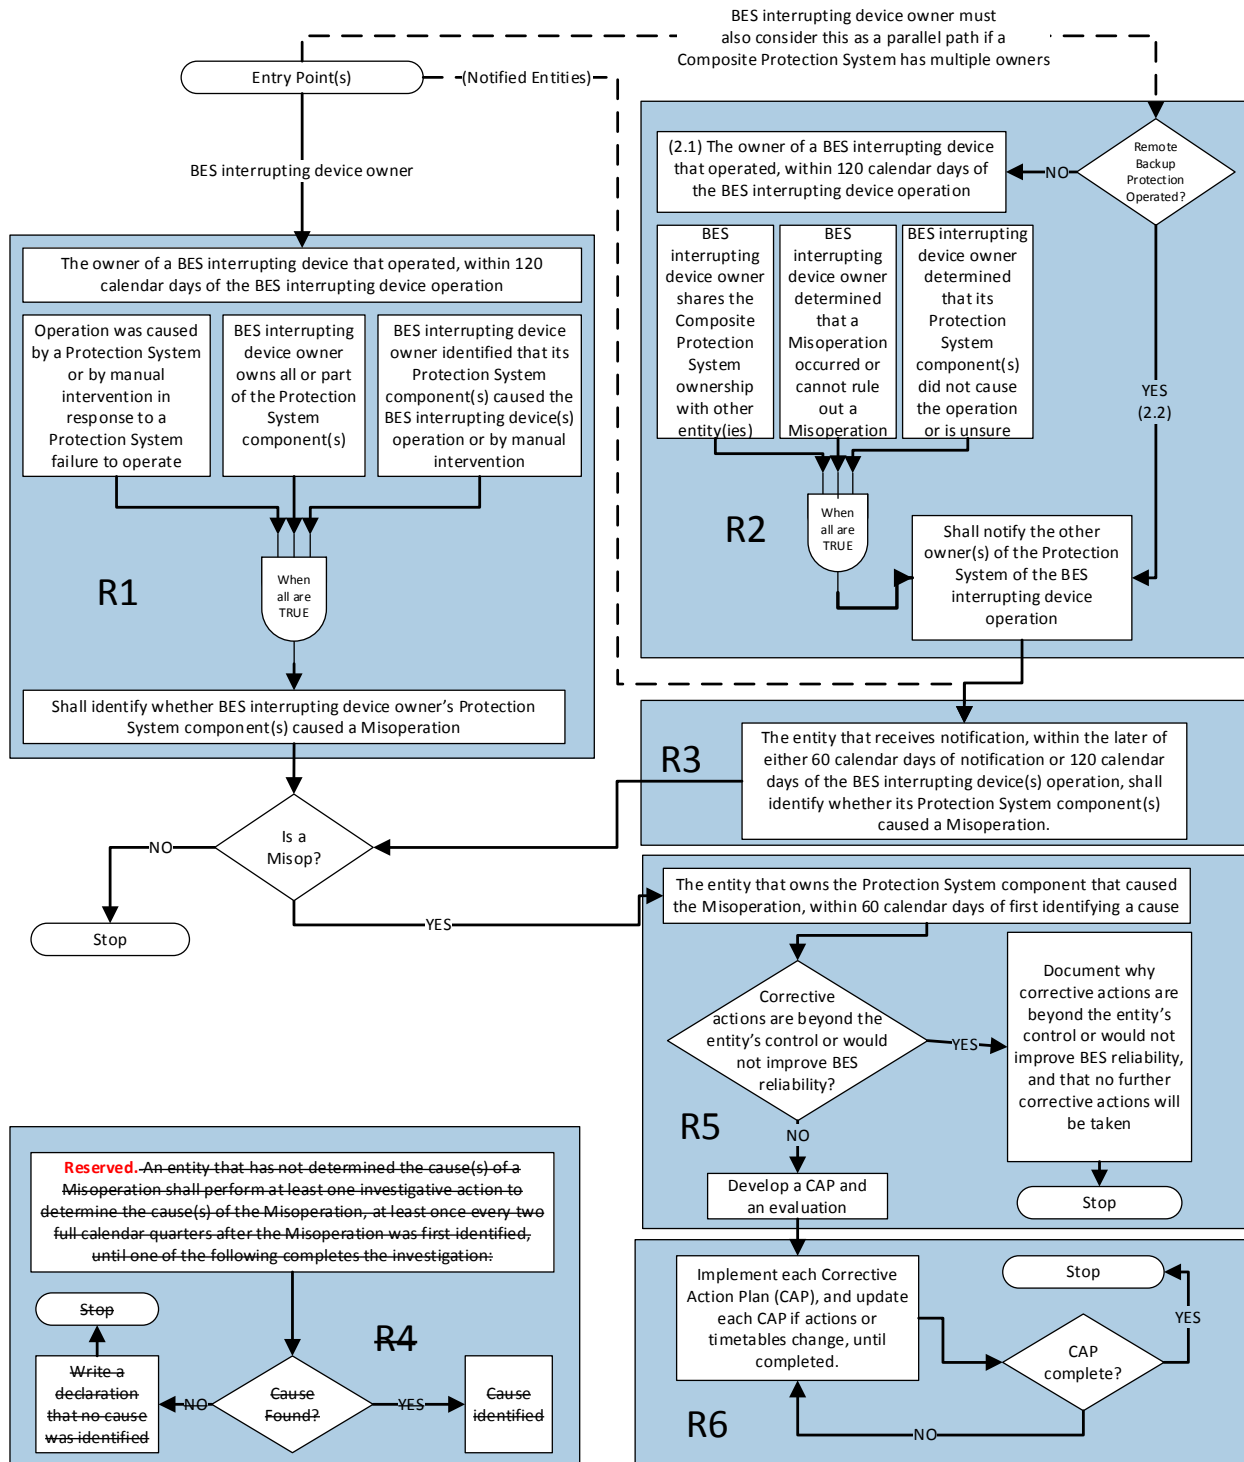 BES interrupting device owner must
also consider this as a parallel path if a
Composite Protection System has multiple owners
Entry Point(s)
(Notified Entities)
BES interrupting device owner
The owner of a BES interrupting device that operated, within 120
calendar days of the BES interrupting device operation
Operation was caused
by a Protection System
or by manual
intervention in
response to a
Protection System
failure to operate
BES interrupting
device owner
owns all or part
of the Protection
System
component(s)
BES interrupting device
owner identified that its
Protection System
component(s) caused the
BES interrupting device(s)
operation or by manual
intervention
When
all are
TRUE
R1
Shall identify whether BES interrupting device owner's Protection
System component(s) caused a Misoperation
Is a
Misop?
NO
Stop
YES
Remote
Backup
Protection
Operated?
NO
(2.1) The owner of a BES interrupting device
that operated, within 120 calendar days of
the BES interrupting device operation
BES
interrupting
device owner
shares the
Composite
Protection
System
ownership
with other
entity(ies)
BES
interrupting
device owner
determined
that a
Misoperation
occurred or
cannot rule
out a
Misoperation
BES interrupting
device owner
determined
that its
Protection
System
component(s)
did not cause
the operation
or is unsure
YES
(2.2)
When
all are
TRUE
R2
Shall notify the other
owner(s) of the Protection
System of the BES
interrupting device
operation
R3
The entity that receives notification, within the later of
either 60 calendar days of notification or 120 calendar
days of the BES interrupting device(s) operation, shall
identify whether its Protection System component(s)
caused a Misoperation.
The entity that owns the Protection System component that caused
the Misoperation, within 60 calendar days of first identifying a cause
Corrective
actions are beyond the
entity's control or would
not improve BES
reliability?
YES
Document why
corrective actions are
beyond the entity's
control or would not
improve BES reliability,
and that no further
corrective actions will
be taken
Stop
R5
NO
Develop a CAP and
an evaluation
Reserved. An entity that has not determined the cause(s) of a
Misoperation shall perform at least one investigative action to
determine the cause(s) of the Misoperation, at least once every two
full calendar quarters after the Misoperation was first identified,
until one of the following completes the investigation:
Stop
R4
Write a
declaration
that no cause
was identified
NO
Cause
Found?
YES
Cause
identified
Implement each Corrective
Action Plan (CAP), and update
each CAP if actions or
timetables change, until
completed.
Stop
YES
CAP
complete?
R6
NO